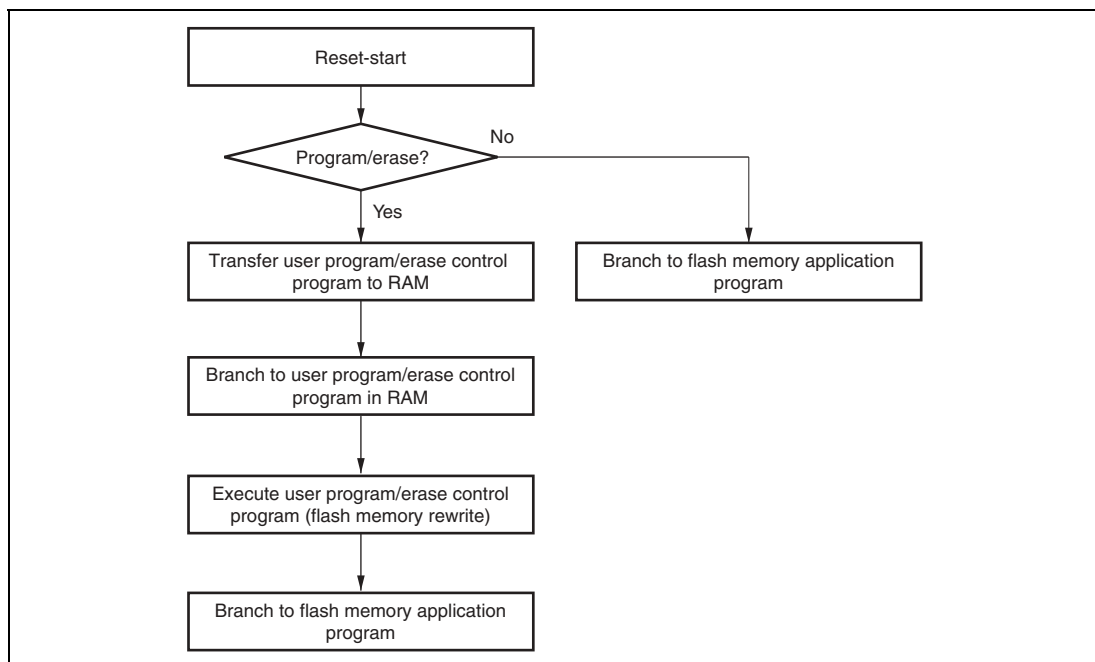 Reset-start
No
Program/erase?
Yes
Transfer user program/erase control
program to RAM
Branch to flash memory application
program
Branch to user program/erase control
program in RAM
Execute user program/erase control
program (flash memory rewrite)
Branch to flash memory application
program